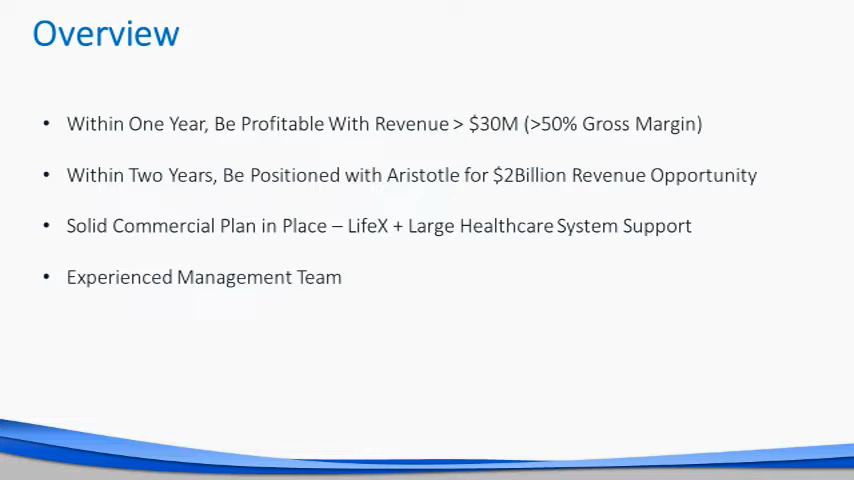 Overview
• Within One Year, Be Profitable With Revenue > $30M (>50% Gross Margin)
• Within Two Years, Be Positioned with Aristotle for $2Billion Revenue Opportunity
• Solid Commercial Plan in Place – LifeX + Large Healthcare System Support
• Experienced Management Team